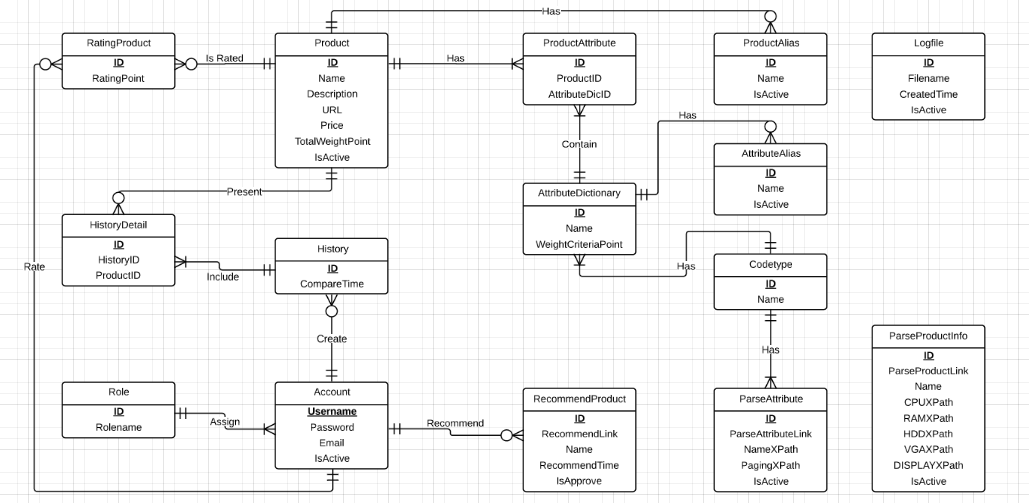 Has
RatingProduct
ID
RatingPoint
Is Rated
Product
ID
Name
Description
URL
Price
TotalWeightPoint
IsActive
Has
ProductAttribute
ID
ProductID
AttributeDicID
ProductAlias
ID
Name
IsActive
Logfile
ID
Filename
CreatedTime
IsActive
Has
Contain
AttributeAlias
ID
Name
IsActive
Present
AttributeDictionary
ID
Name
WeightCriteriaPoint
HistoryDetail
ID
HistoryID
ProductID
Rate
Include
History
ID
CompareTime
Has
Codetype
ID
Name
Create
Has
ParseProductInfo
ID
ParseProductLink
Name
CPUXPath
RAMXPath
HDDXPath
VGAXPath
DISPLAYXPath
IsActive
Role
ID
Rolename
Assign
Account
Username
Password
Email
IsActive
Recommend
RecommendProduct
ID
RecommendLink
Name
RecommendTime
IsApprove
ParseAttribute
ID
ParseAttributeLink
NameXPath
PagingXPath
IsActive